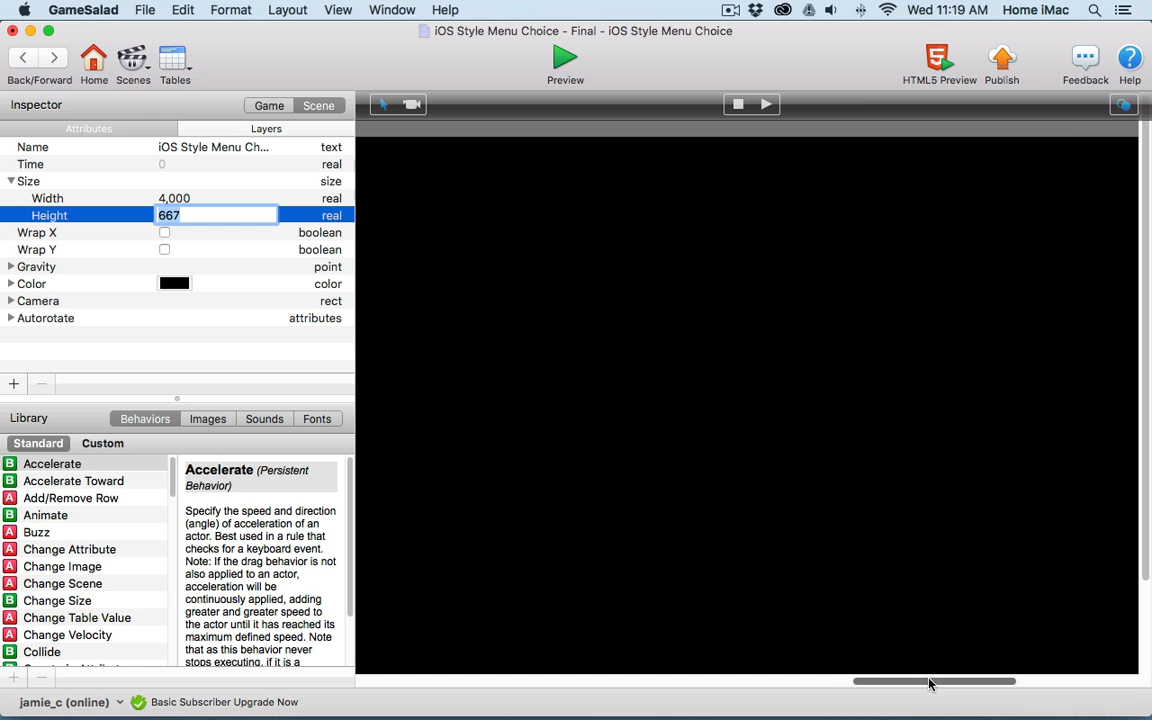 GameSalad File Edit Format Layout View Window Help Wed 11:19 AM Home iMac
iOS Style Menu Choice - Final - iOS Style Menu Choice
Back/Forward Home Scenes Tables Preview HTML5 Preview Publish Feedback Help
Inspector Game Scene
Attributes Layers
Name iOS Style Menu Ch... text
Time 0 real
Size size
Width 4,000 real
Height 667 real
Wrap X boolean
Wrap Y boolean
Gravity point
Color color
Camera rect
Autorotate attributes
Library Behaviors Images Sounds Fonts
Standard Custom
B Accelerate
B Accelerate Toward
A Add/Remove Row
B Animate
A Buzz
A Change Attribute
A Change Image
A Change Scene
B Change Size
A Change Table Value
A Change Velocity
B Collide
Accelerate (Persistent
Behavior)
Specify the speed and direction
(angle) of acceleration of an
actor. Best used in a rule that
checks for a keyboard event.
Note: If the drag behavior is not
also applied to an actor,
acceleration will be
continuously applied, adding
greater and greater speed to
the actor until it has reached its
maximum defined speed. Note
that as this behavior never
stops executing, if it is a
jamie_c (online) Basic Subscriber Upgrade Now